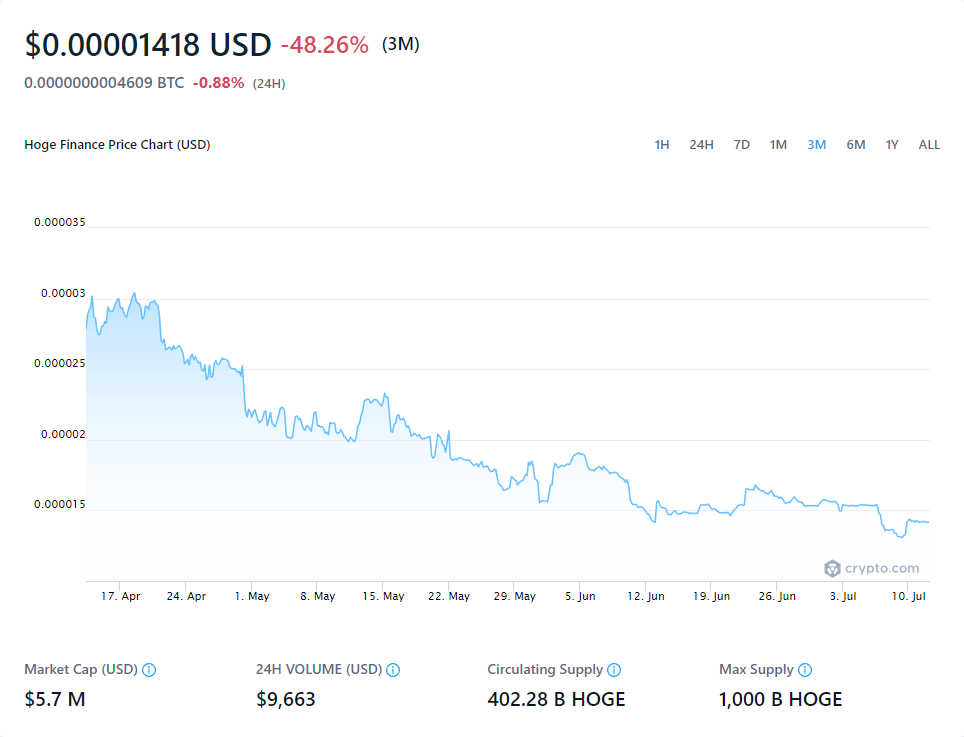 $0.00001418 USD -48.26% (3M)
0.0000000004609 BTC -0.88% (24H)
Hoge Finance Price Chart (USD) 1H 24H 7D 1M 3M 6M 1Y ALL
0.000035
0.00003
0.000025
0.00002
0.000015
crypto.com
17. Apr 24. Apr 1. May 8. May 15. May 22. May 29. May 5. Jun 12. Jun 19. Jun 26. Jun 3. Jul 10. Jul
Market Cap (USD) 24H VOLUME (USD) Circulating Supply Max Supply
$5.7 M $9,663 402.28 B HOGE 1,000 B HOGE